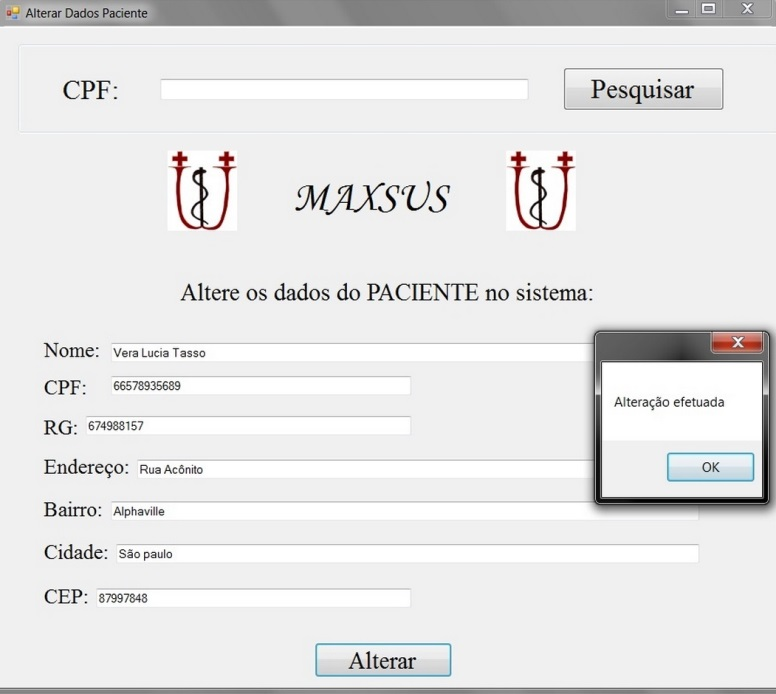 Alterar Dados Paciente
CPF:
Pesquisar
MAXSUS
Altere os dados do PACIENTE no sistema:
Nome: Vera Lucia Tasso
CPF: 66578935689
RG: 674988157
Alteração efetuada
Endereço: Rua Acônito
OK
Bairro: Alphaville
Cidade: São paulo
CEP: 87997848
Alterar